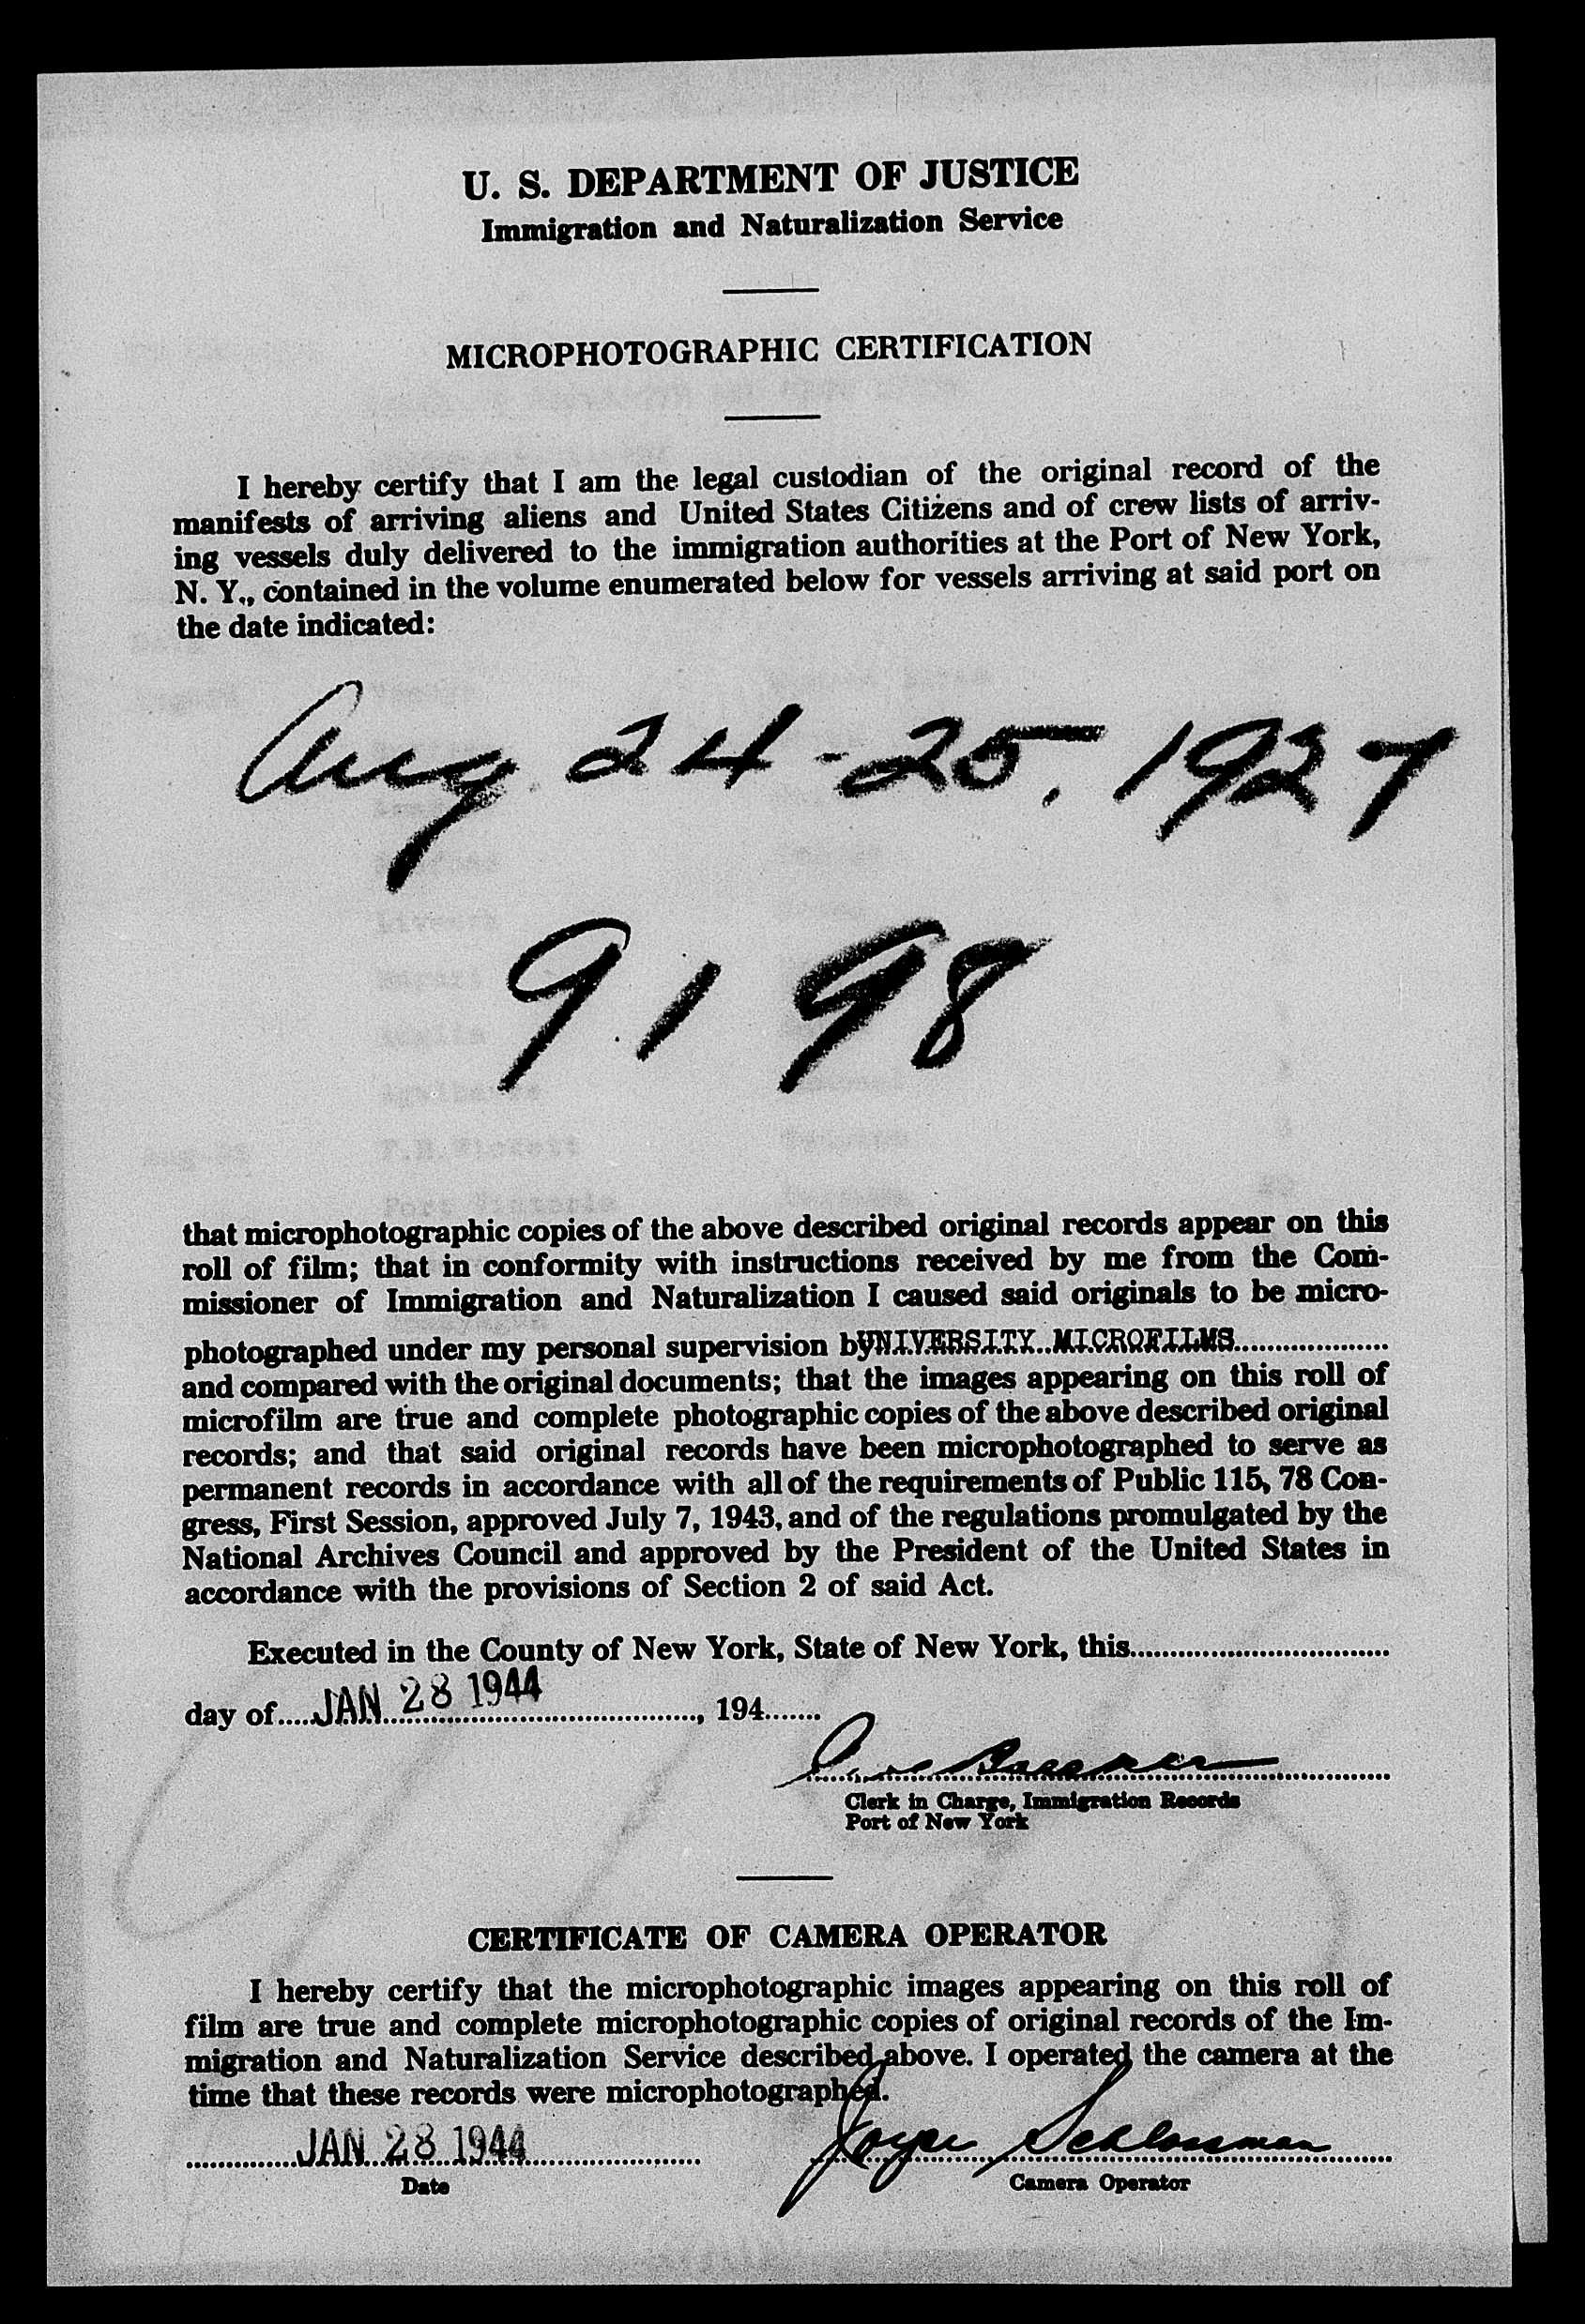 U. S. DEPARTMENT OF JUSTICE
Immigration and Naturalization Service
MICROPHOTOGRAPHIC CERTIFICATION
I hereby certify that I am the legal custodian of the original record of the
manifests of arriving aliens and United States Citizens and of crew lists of arriv-
ing vessels duly delivered to the immigration authorities at the Port of New York,
N. Y., contained in the volume enumerated below for vessels arriving at said port on
the date indicated:
Aug 24-25, 1927
9198
that microphotographic copies of the above described original records appear on this
roll of film; that in conformity with instructions received by me from the Com-
missioner of Immigration and Naturalization I caused said originals to be micro-
photographed under my personal supervision by UNIVERSITY MICROFILMS
and compared with the original documents; that the images appearing on this roll of
microfilm are true and complete photographic copies of the above described original
records; and that said original records have been microphotographed to serve as
permanent records in accordance with all of the requirements of Public 115, 78 Con-
gress, First Session, approved July 7, 1943, and of the regulations promulgated by the
National Archives Council and approved by the President of the United States in
accordance with the provisions of Section 2 of said Act.
Executed in the County of New York, State of New York, this
day of JAN 28 1944, 194
Clerk in Charge, Immigration Records
Port of New York
CERTIFICATE OF CAMERA OPERATOR
I hereby certify that the microphotographic images appearing on this roll of
film are true and complete microphotographic copies of original records of the Im-
migration and Naturalization Service described above. I operated the camera at the
time that these records were microphotographed.
JAN 28 1944 Joyce Schlossman
Date Camera Operator